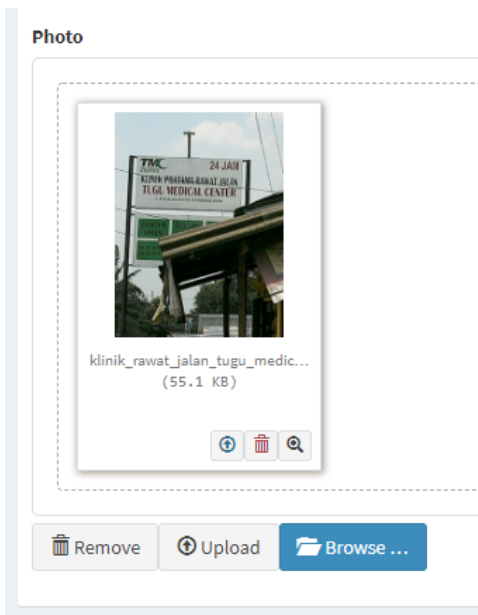 Photo
TMC
24 JAM
KLINIK PRATAMA RAWAT JALAN
TUGU MEDICAL CENTER
klinik_rawat_jalan_tugu_medic...
(55.1 KB)
Remove
Upload
Browse ...